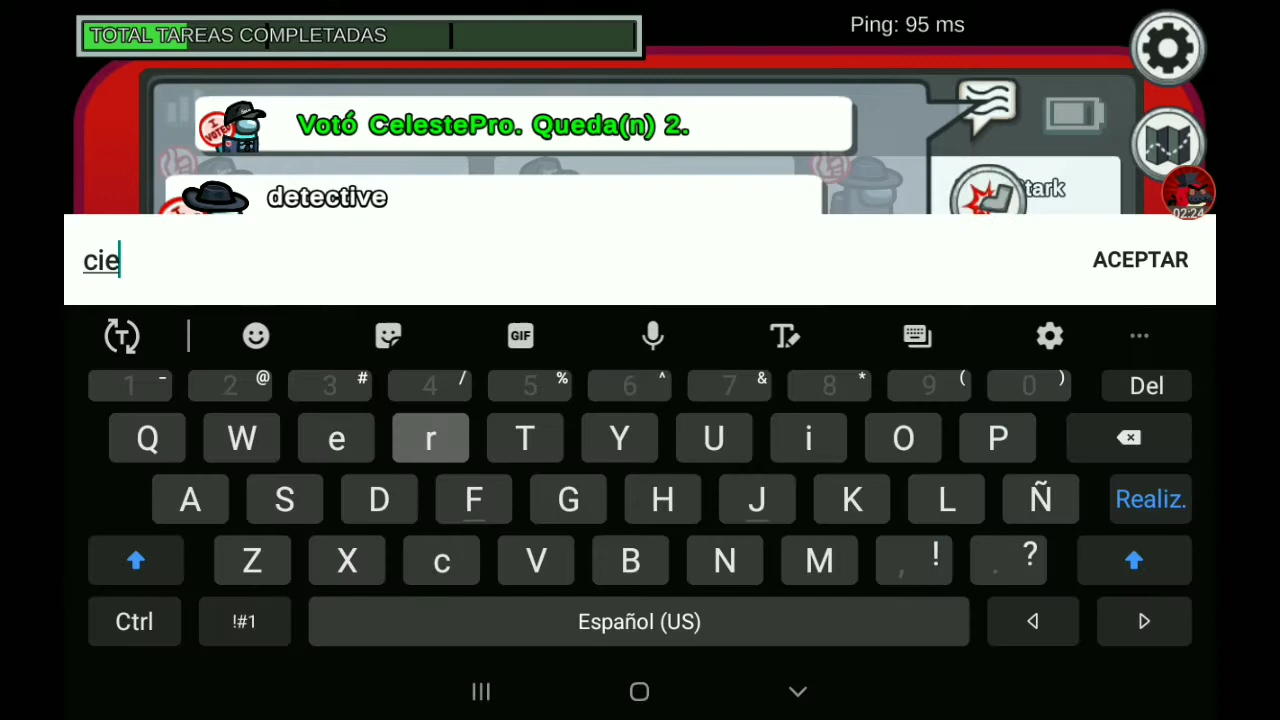 TOTAL TAREAS COMPLETADAS
Ping: 95 ms
I VOTED
Votó CelestePro. Queda(n) 2.
detective
tark
02:24
cie
ACEPTAR
GIF
1 - 2 @ 3 # 4 / 5 % 6 ^ 7 & 8 * 9 ( 0 ) Del
Q W e r T Y U i O P
A S D F G H J K L Ñ Realiz.
Z X c V B N M , ! . ?
Ctrl !#1 Español (US)